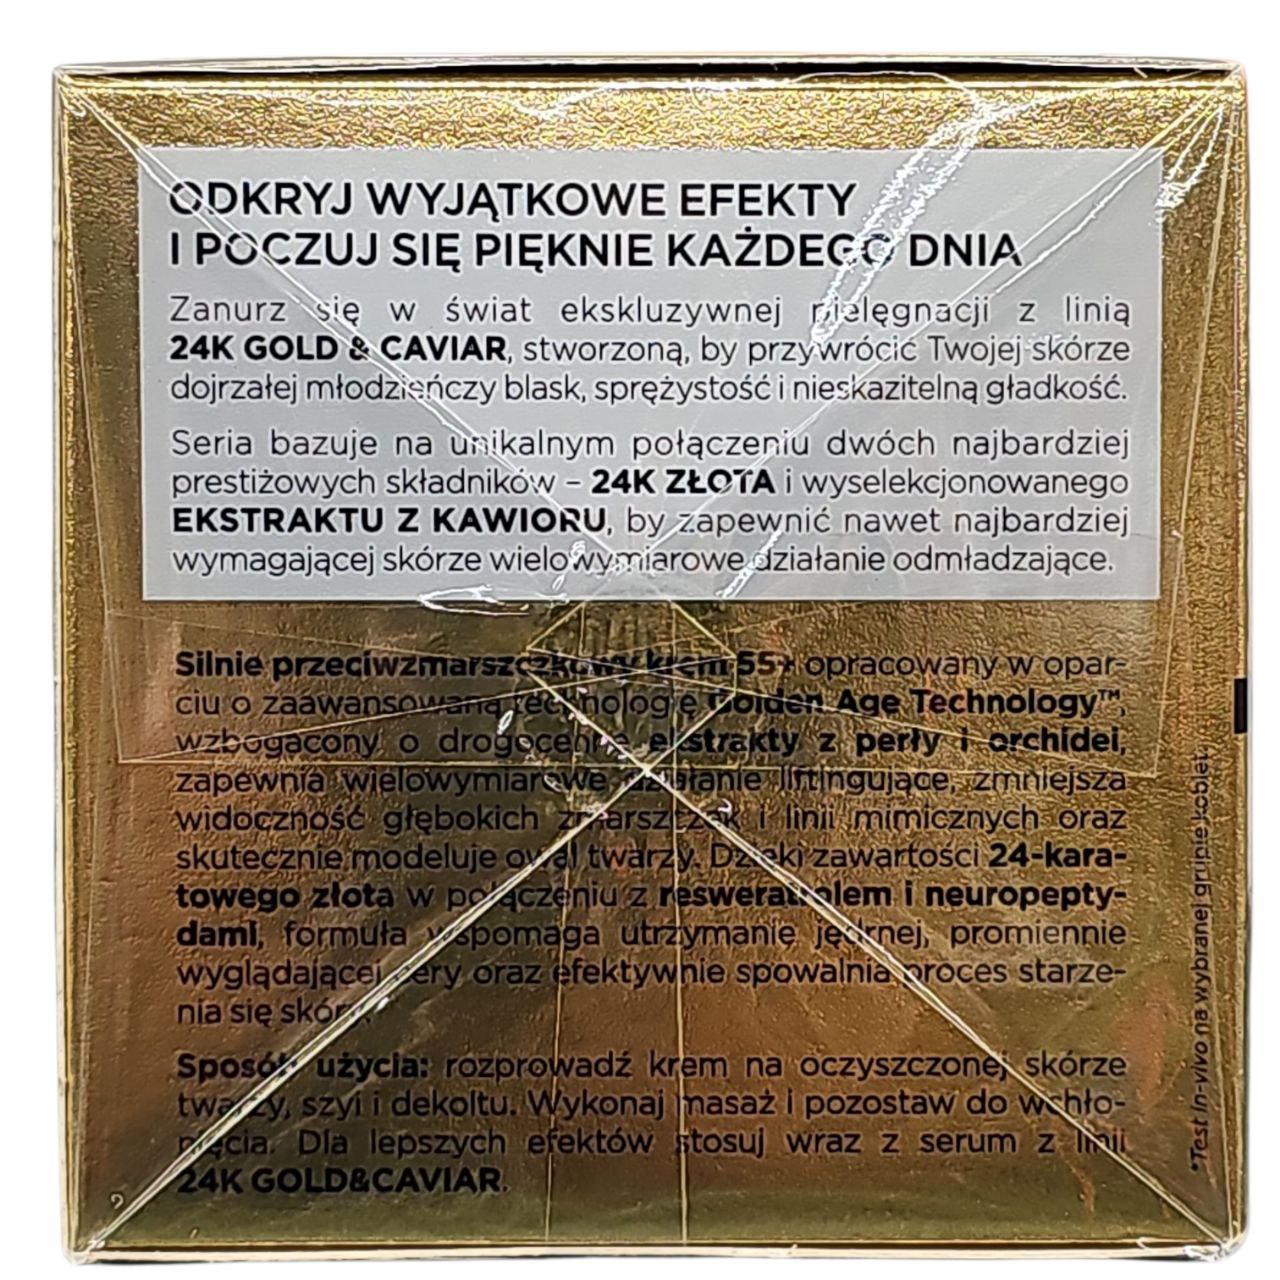 ODKRYJ WYJĄTKOWE EFEKTY
I POCZUJ SIĘ PIĘKNIE KAŻDEGO DNIA
Zanurz się w świat ekskluzywnej pielęgnacji z linią
24K GOLD & CAVIAR, stworzoną, by przywrócić Twojej skórze
dojrzałej młodzieńczy blask, sprężystość i nieskazitelną gładkość.
Seria bazuje na unikalnym połączeniu dwóch najbardziej
prestiżowych składników – 24K ZŁOTA i wyselekcjonowanego
EKSTRAKTU Z KAWIORU, by zapewnić nawet najbardziej
wymagającej skórze wielowymiarowe działanie odmładzające.
Silnie przeciwzmarszczkowy krem 55+ opracowany w opar-
ciu o zaawansowaną technologię Golden Age Technology™,
wzbogacony o drogocenne ekstrakty z perły i orchidei,
zapewnia wielowymiarowe działanie liftingujące, zmniejsza
widoczność głębokich zmarszczek i linii mimicznych oraz
skutecznie modeluje owal twarzy. Dzięki zawartości 24-kara-
towego złota w połączeniu z resweratrolem i neuropepty-
dami, formuła wspomaga utrzymanie jędrnej, promiennie
wyglądającej cery oraz efektywnie spowalnia proces starze-
nia się skóry.
Sposób użycia: rozprowadź krem na oczyszczonej skórze
twarzy, szyi i dekoltu. Wykonaj masaż i pozostaw do wchło-
nięcia. Dla lepszych efektów stosuj wraz z serum z linii
24K GOLD&CAVIAR.
*Test in-vivo na wybranej grupie kobiet.